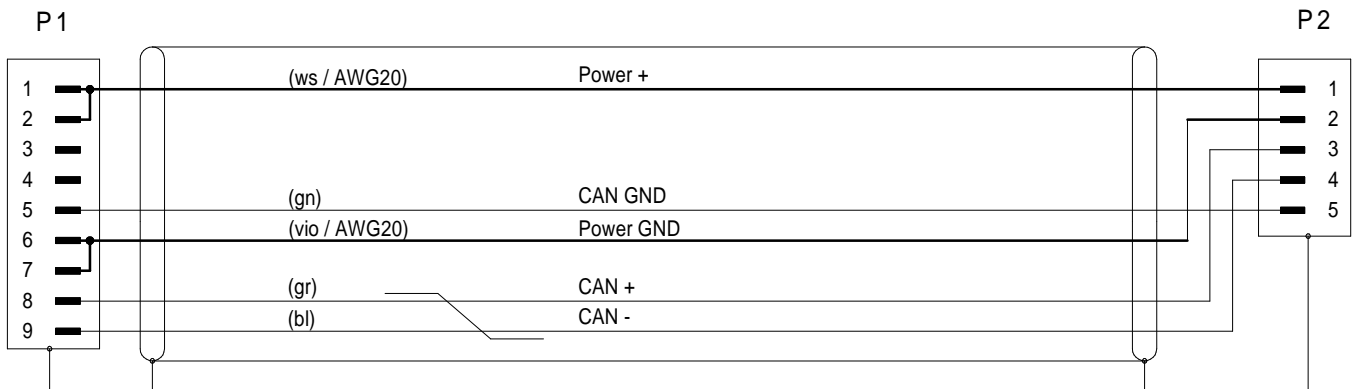 P1 P2
1 (ws / AWG20) Power + 1
2 2
3 3
4 4
5 (gn) CAN GND 5
6 (vio / AWG20) Power GND
7
8 (gr) CAN +
9 (bl) CAN -